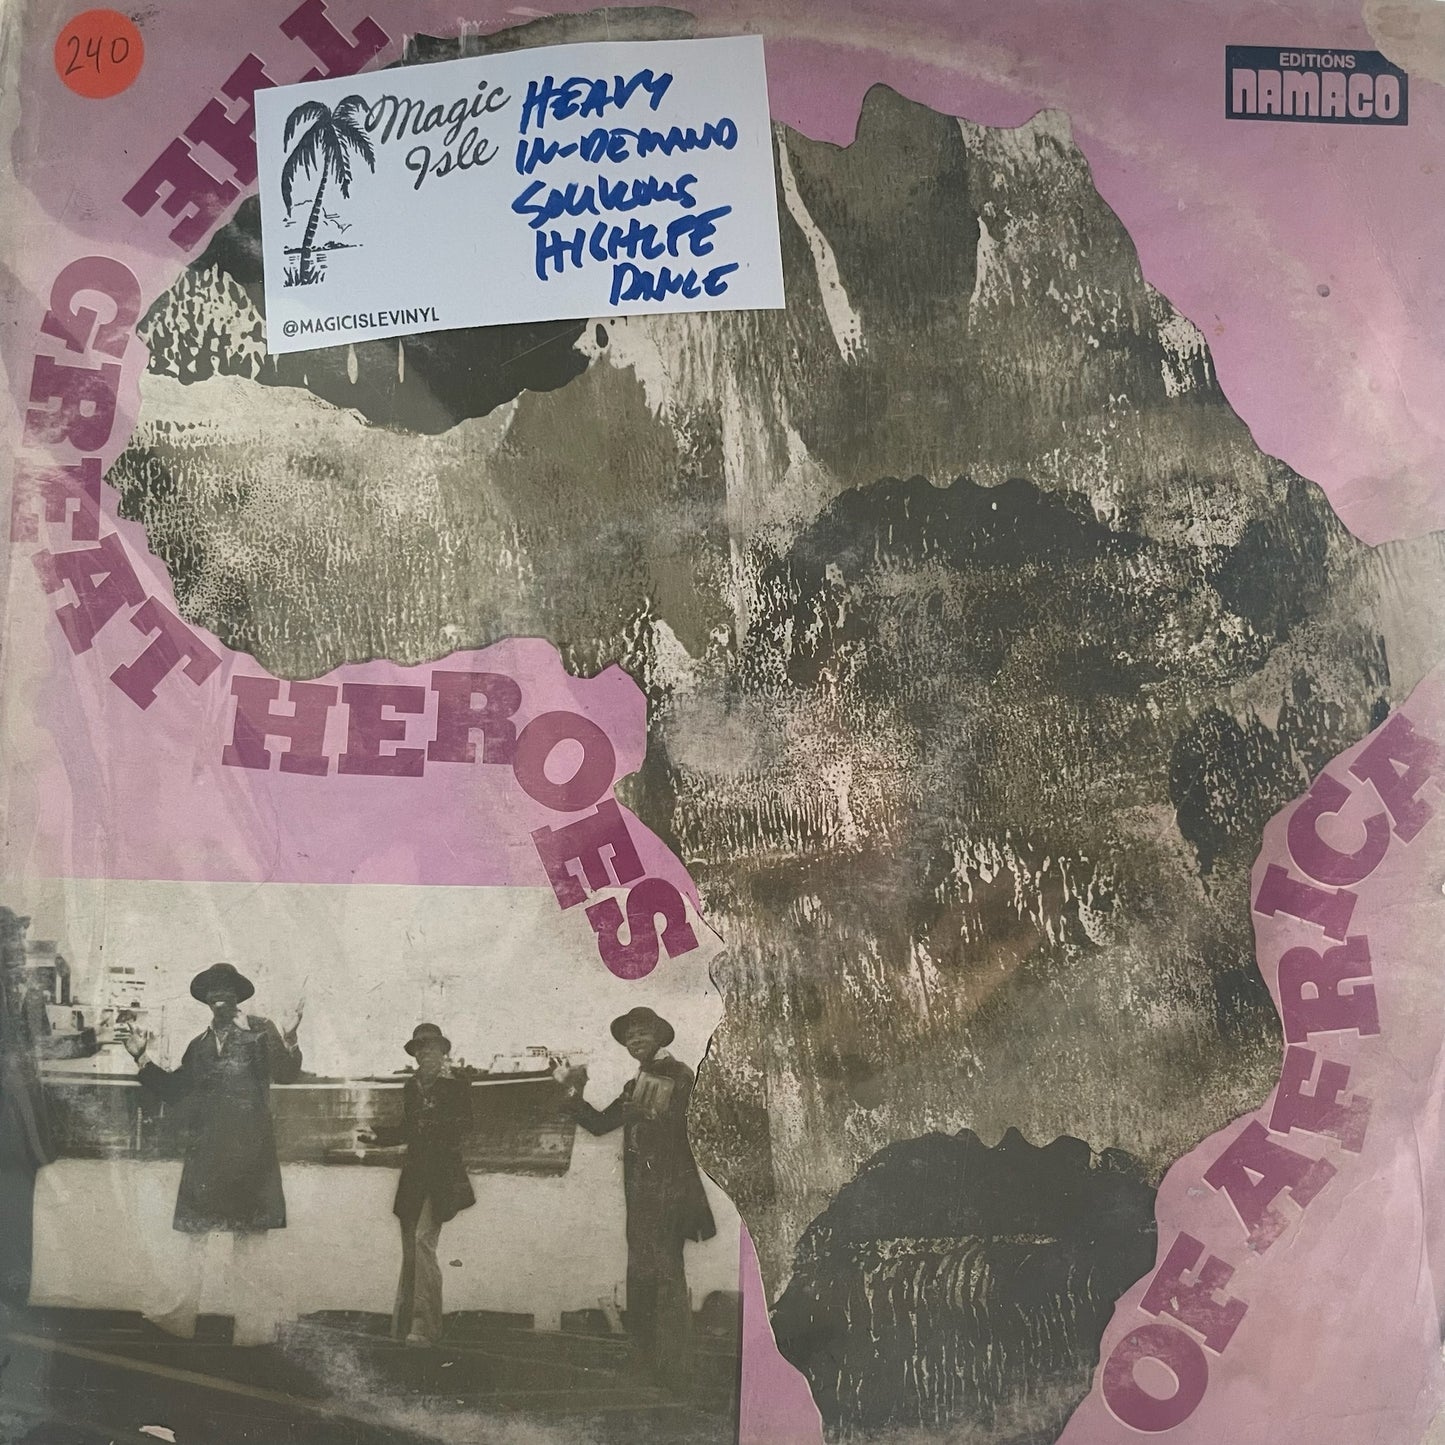 240
Magic
Isle
HEAVY
IN-DEMAND
SOUKOUS
HIGHLIFE
DANCE
@MAGICISLEVINYL
EDITIONS
NAMACO
THE GREAT HEROES
OF AFRICA